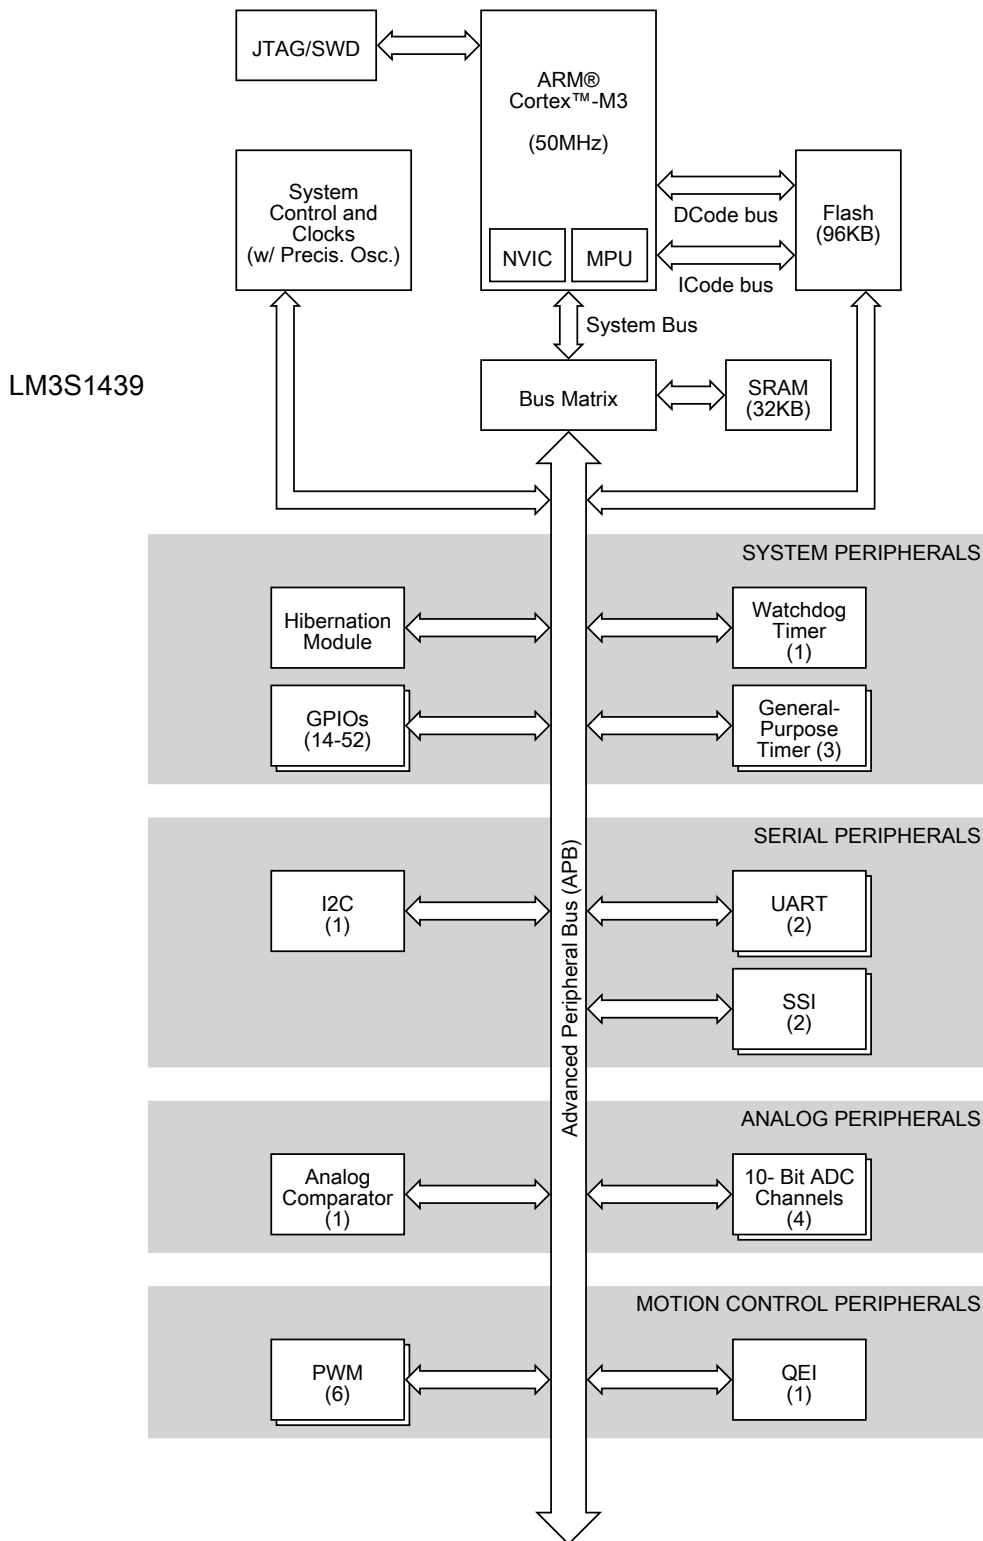 JTAG/SWD
ARM®
Cortex™-M3
(50MHz)
System
Control and
Clocks
(w/ Precis. Osc.)
DCode bus
Flash
(96KB)
NVIC
MPU
ICode bus
System Bus
LM3S1439
Bus Matrix
SRAM
(32KB)
SYSTEM PERIPHERALS
Hibernation
Module
Watchdog
Timer
(1)
GPIOs
(14-52)
General-
Purpose
Timer (3)
Advanced Peripheral Bus (APB)
SERIAL PERIPHERALS
I2C
(1)
UART
(2)
SSI
(2)
ANALOG PERIPHERALS
Analog
Comparator
(1)
10- Bit ADC
Channels
(4)
MOTION CONTROL PERIPHERALS
PWM
(6)
QEI
(1)